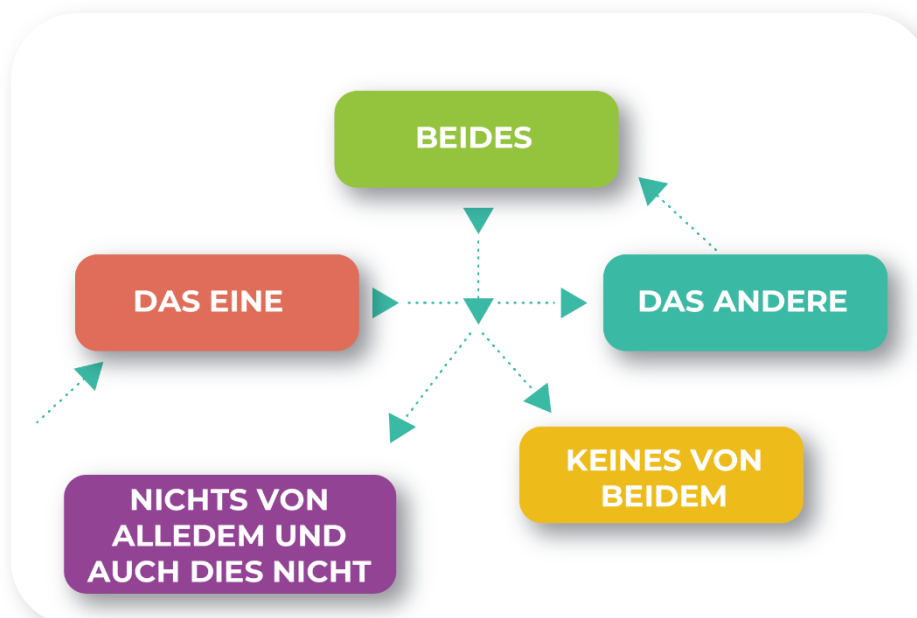 BEIDES
DAS EINE
DAS ANDERE
KEINES VON
BEIDEM
NICHTS VON
ALLEDEM UND
AUCH DIES NICHT